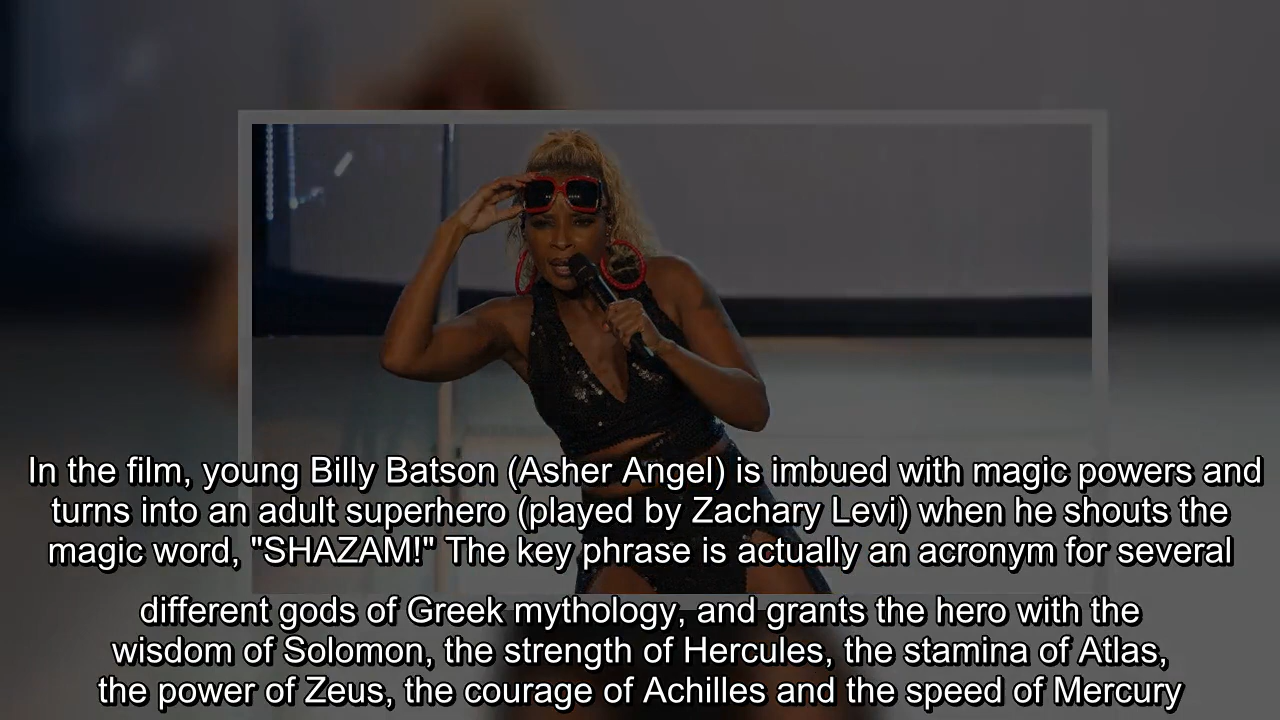 In the film, young Billy Batson (Asher Angel) is imbued with magic powers and
turns into an adult superhero (played by Zachary Levi) when he shouts the
magic word, "SHAZAM!" The key phrase is actually an acronym for several
different gods of Greek mythology, and grants the hero with the
wisdom of Solomon, the strength of Hercules, the stamina of Atlas,
the power of Zeus, the courage of Achilles and the speed of Mercury